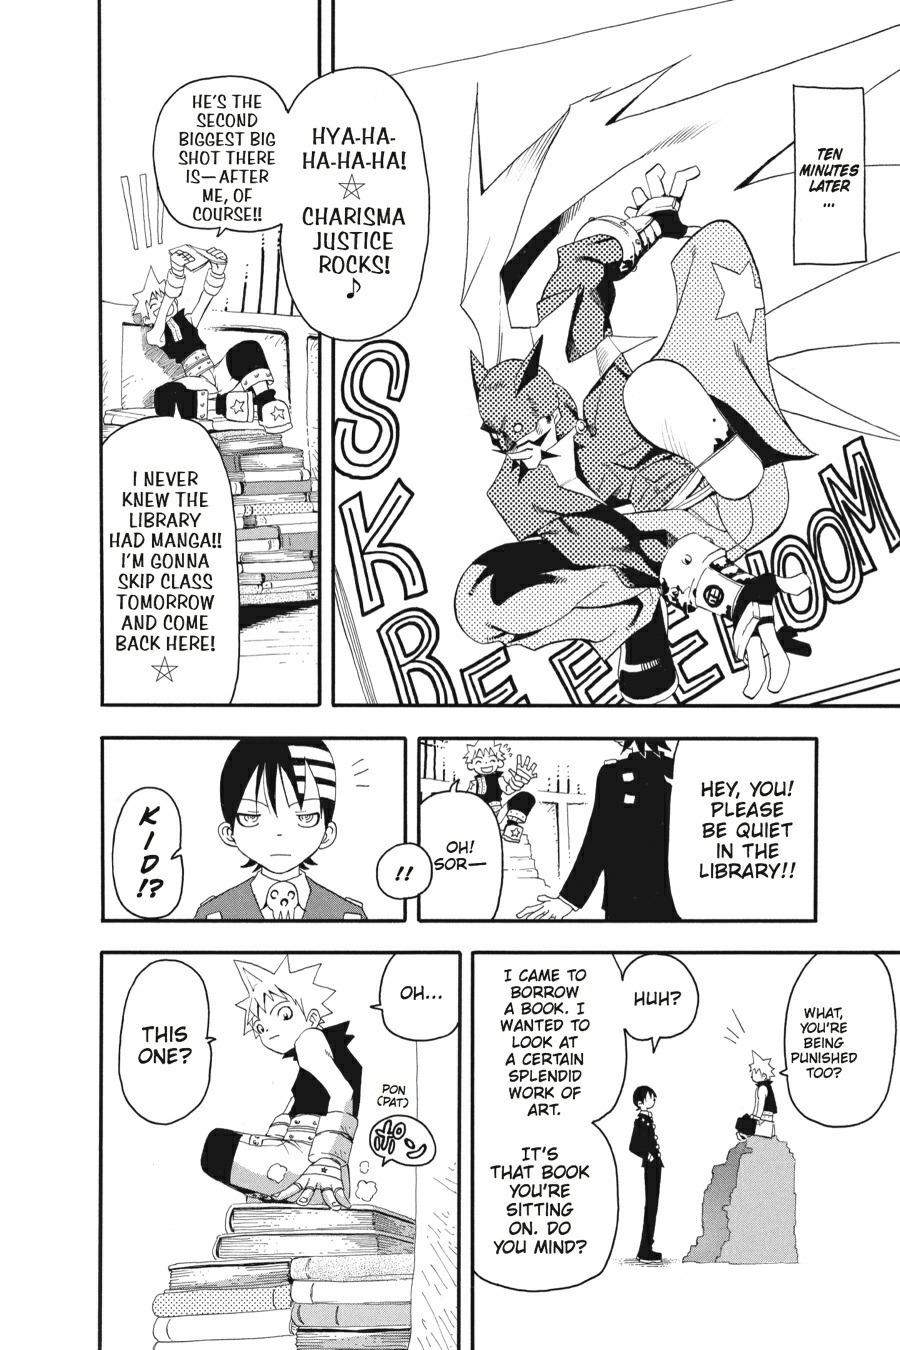 TEN
MINUTES
LATER
...
SKREEEEEHOOOM
HYA-HA-
HA-HA-HA!
☆
CHARISMA
JUSTICE
ROCKS!
♪
HE'S THE
SECOND
BIGGEST BIG
SHOT THERE
IS—AFTER
ME, OF
COURSE!!
I NEVER
KNEW THE
LIBRARY
HAD MANGA!!
I'M GONNA
SKIP CLASS
TOMORROW
AND COME
BACK HERE!
☆
HEY, YOU!
PLEASE
BE QUIET
IN THE
LIBRARY!!
OH!
SOR—
!!
KID!?
WHAT,
YOU'RE
BEING
PUNISHED
TOO?
HUH?
I CAME TO
BORROW
A BOOK. I
WANTED TO
LOOK AT
A CERTAIN
SPLENDID
WORK OF
ART.
IT'S
THAT BOOK
YOU'RE
SITTING
ON. DO
YOU MIND?
OH...
PON
(PAT)
ポン
THIS
ONE?